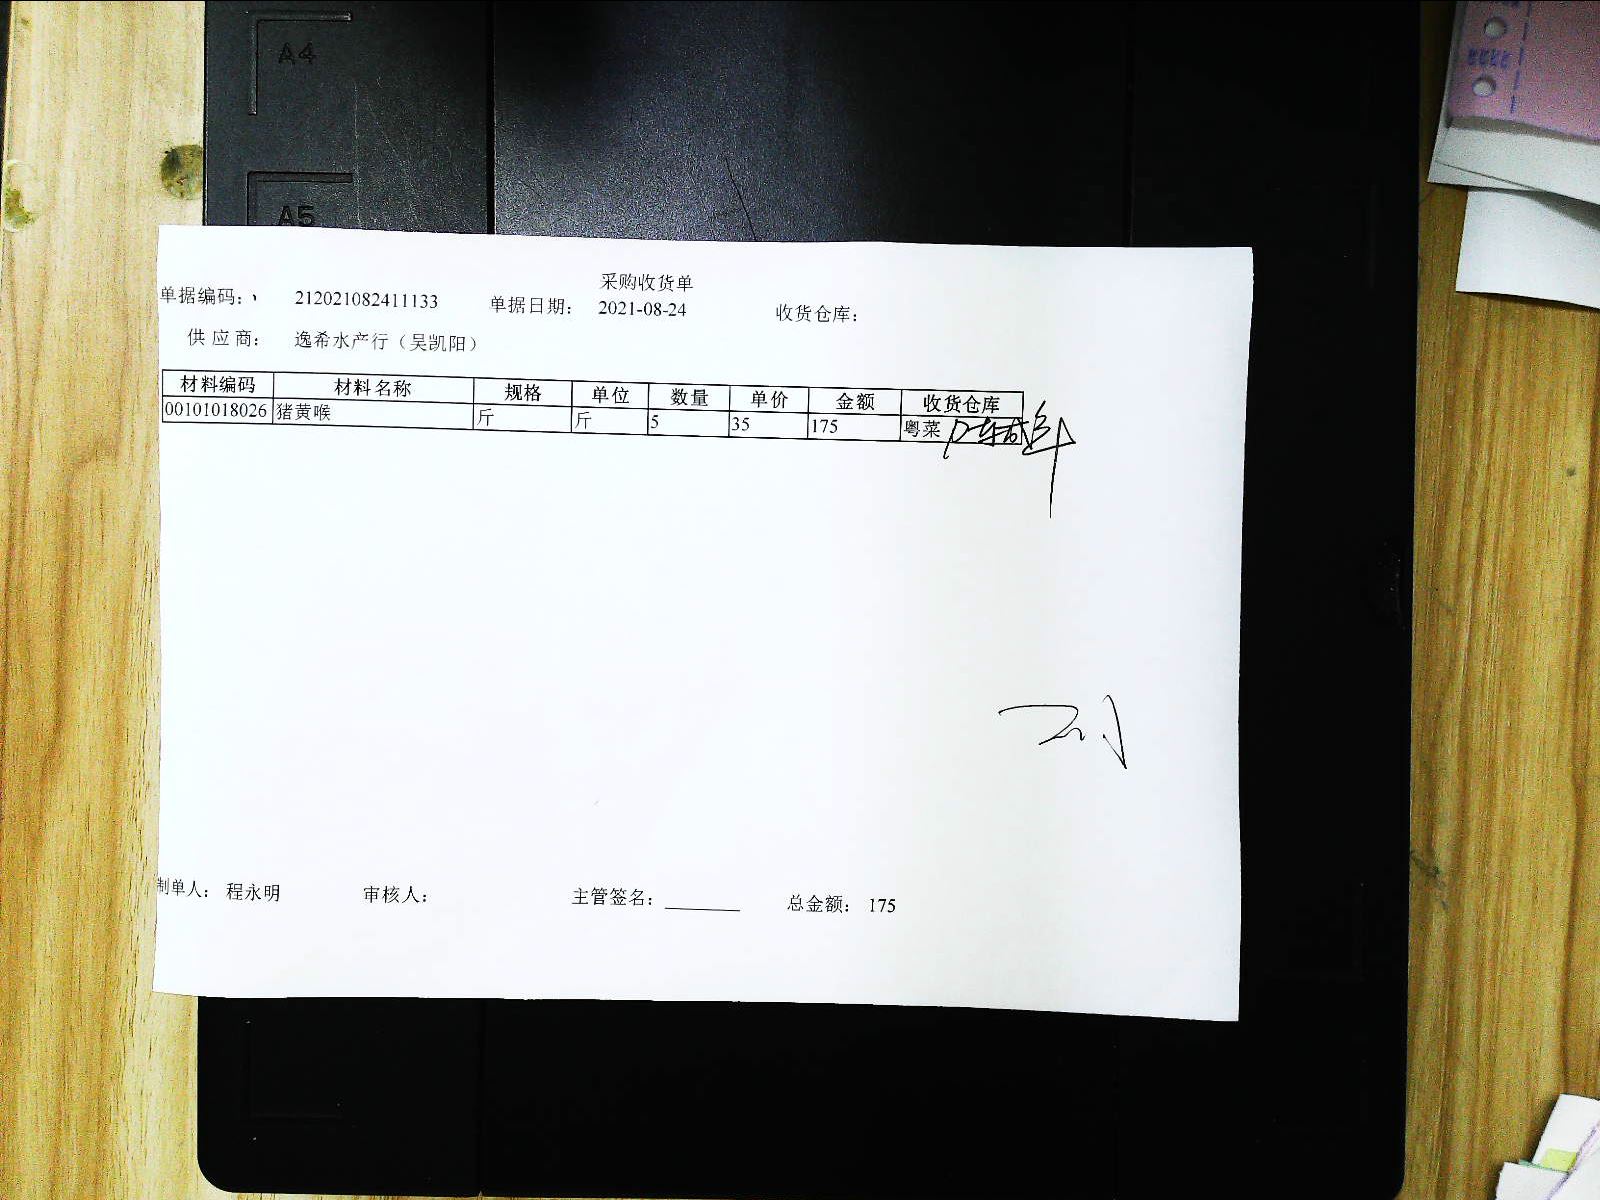 A4
A5
采购收货单
单据编码： 212021082411133 单据日期： 2021-08-24 收货仓库：
供应商： 逸希水产行（吴凯阳）
材料编码 材料名称 规格 单位 数量 单价 金额 收货仓库
00101018026 猪黄喉 斤 斤 5 35 175 粤菜
制单人： 程永明 审核人： 主管签名： 总金额： 175